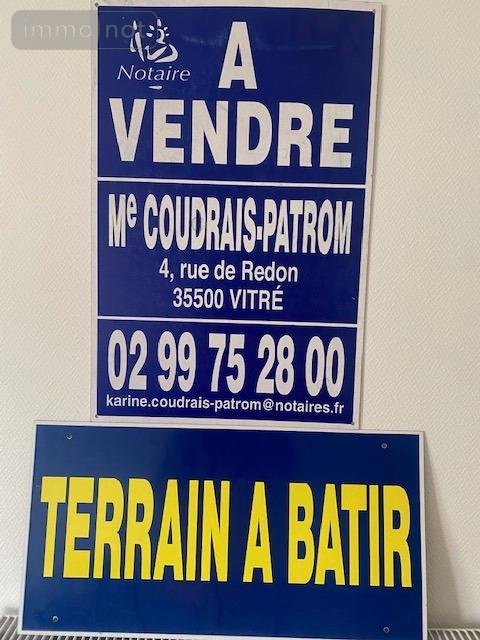 immo not
Notaire
A
VENDRE
Me COUDRAIS-PATROM
4, rue de Redon
35500 VITRÉ
02 99 75 28 00
karine.coudrais-patrom@notaires.fr
TERRAIN A BATIR